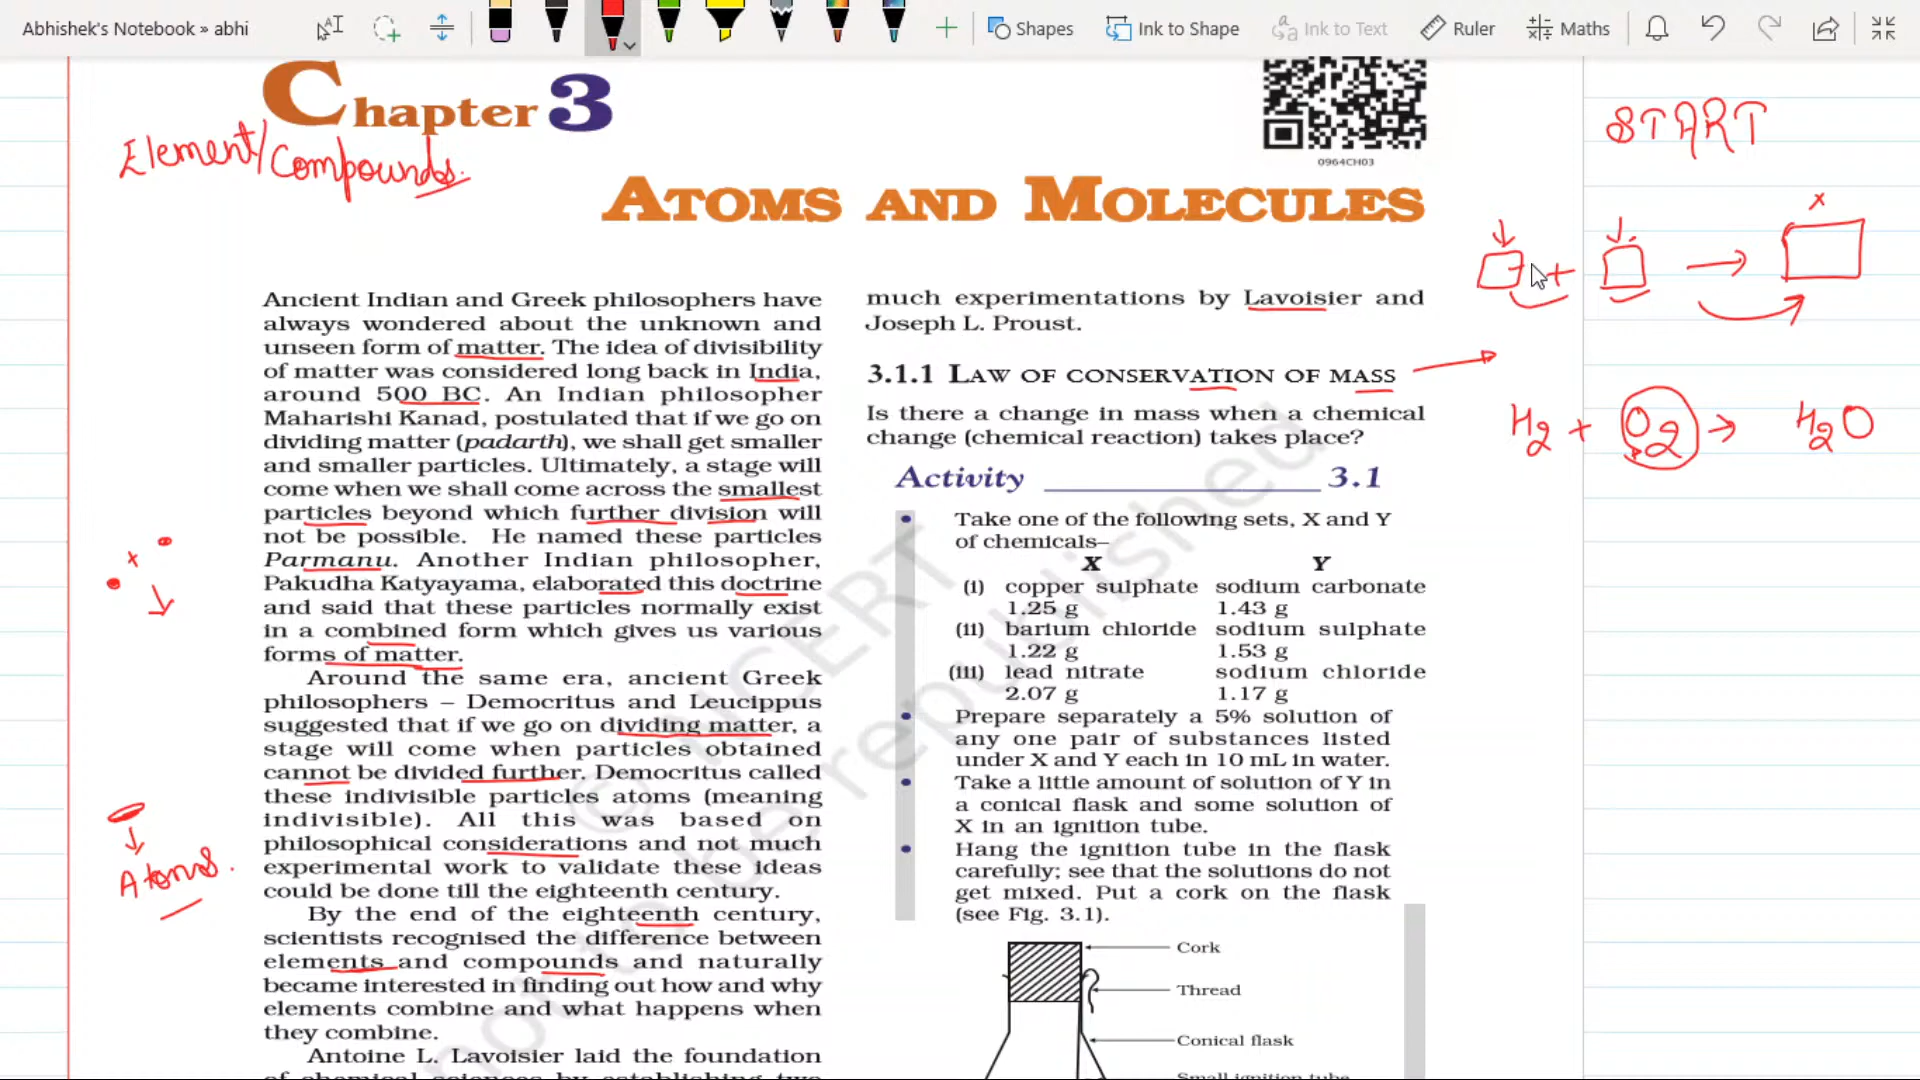 Abhishek's Notebook » abhi
Shapes
Ink to Shape
Ink to Text
Ruler
Maths
Chapter 3
0964CH03
START
Element/Compounds.
ATOMS AND MOLECULES
Ancient Indian and Greek philosophers have
always wondered about the unknown and
unseen form of matter. The idea of divisibility
of matter was considered long back in India,
around 500 BC. An Indian philosopher
Maharishi Kanad, postulated that if we go on
dividing matter (padarth), we shall get smaller
and smaller particles. Ultimately, a stage will
come when we shall come across the smallest
particles beyond which further division will
not be possible. He named these particles
Parmanu. Another Indian philosopher,
Pakudha Katyayama, elaborated this doctrine
and said that these particles normally exist
in a combined form which gives us various
forms of matter.
Around the same era, ancient Greek
philosophers – Democritus and Leucippus
suggested that if we go on dividing matter, a
stage will come when particles obtained
cannot be divided further. Democritus called
these indivisible particles atoms (meaning
indivisible). All this was based on
philosophical considerations and not much
experimental work to validate these ideas
could be done till the eighteenth century.
By the end of the eighteenth century,
scientists recognised the difference between
elements and compounds and naturally
became interested in finding out how and why
elements combine and what happens when
they combine.
Antoine L. Lavoisier laid the foundation
of chemical sciences by establishing two
+
Atoms.
much experimentations by Lavoisier and
Joseph L. Proust.
3.1.1 LAW OF CONSERVATION OF MASS
Is there a change in mass when a chemical
change (chemical reaction) takes place?
Activity 3.1
• Take one of the following sets, X and Y
of chemicals–
X Y
(i) copper sulphate sodium carbonate
1.25 g 1.43 g
(ii) barium chloride sodium sulphate
1.22 g 1.53 g
(iii) lead nitrate sodium chloride
2.07 g 1.17 g
• Prepare separately a 5% solution of
any one pair of substances listed
under X and Y each in 10 mL in water.
• Take a little amount of solution of Y in
a conical flask and some solution of
X in an ignition tube.
• Hang the ignition tube in the flask
carefully; see that the solutions do not
get mixed. Put a cork on the flask
(see Fig. 3.1).
Cork
Thread
Conical flask
Small ignition tube
© NCERT
not to be republished
x
+ →
H2 + O2 → H2O